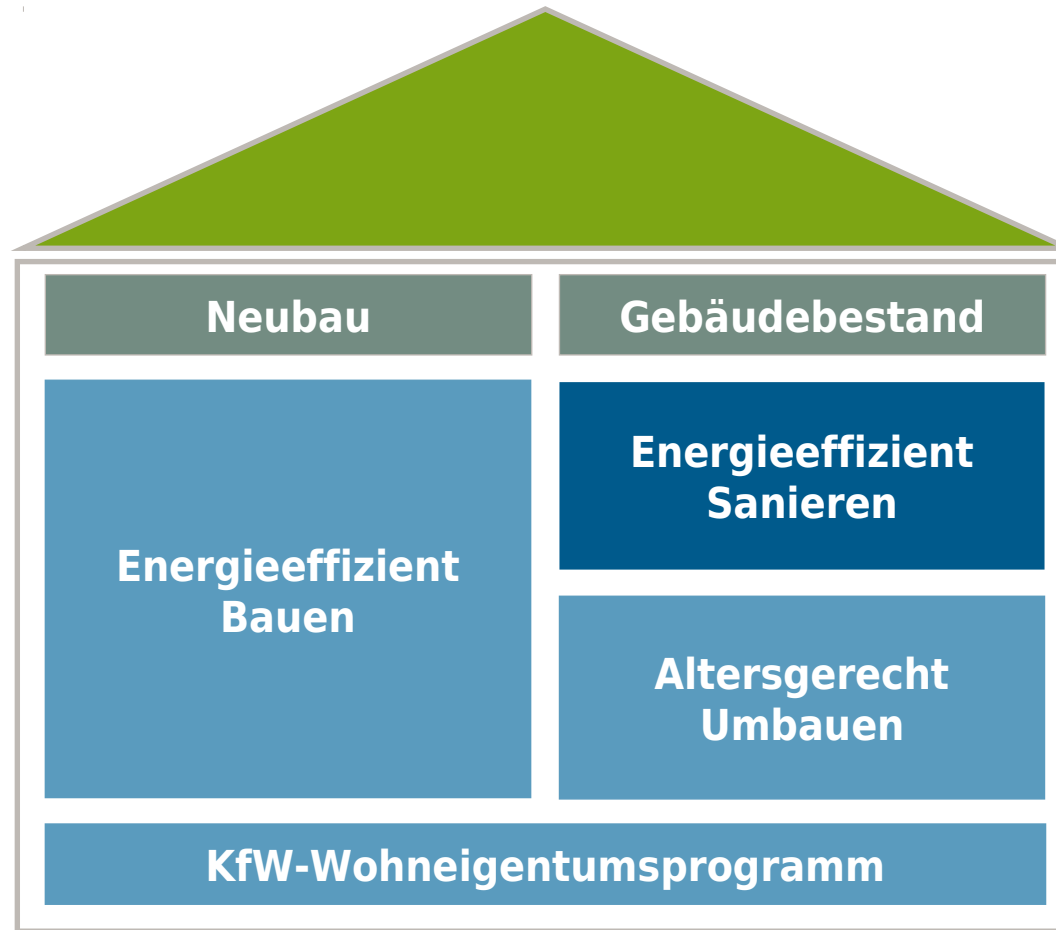 Neubau
Gebäudebestand
Energieeffizient
Bauen
Energieeffizient
Sanieren
Altersgerecht
Umbauen
KfW-Wohneigentumsprogramm